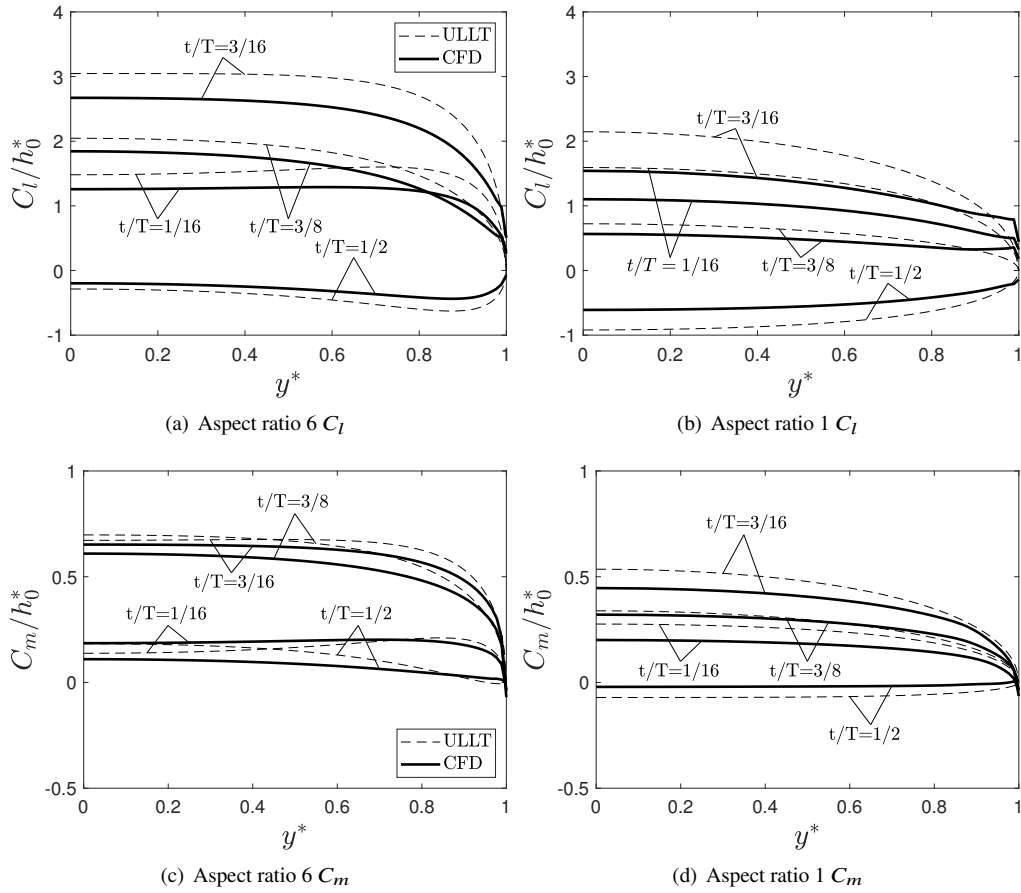 4
3
2
1
0
-1
C_l/h_0^*
t/T=3/16
ULLT
CFD
t/T=1/16
t/T=3/8
t/T=1/2
0 0.2 0.4 0.6 0.8 1
y*
(a) Aspect ratio 6 C_l
4
3
2
1
0
-1
C_l/h_0^*
t/T=3/16
t/T = 1/16
t/T=3/8
t/T=1/2
0 0.2 0.4 0.6 0.8 1
y*
(b) Aspect ratio 1 C_l
1
0.5
0
-0.5
C_m/h_0^*
t/T=3/8
t/T=3/16
t/T=1/16
t/T=1/2
ULLT
CFD
0 0.2 0.4 0.6 0.8 1
y*
(c) Aspect ratio 6 C_m
1
0.5
0
-0.5
C_m/h_0^*
t/T=3/16
t/T=1/16
t/T=3/8
t/T=1/2
0 0.2 0.4 0.6 0.8 1
y*
(d) Aspect ratio 1 C_m